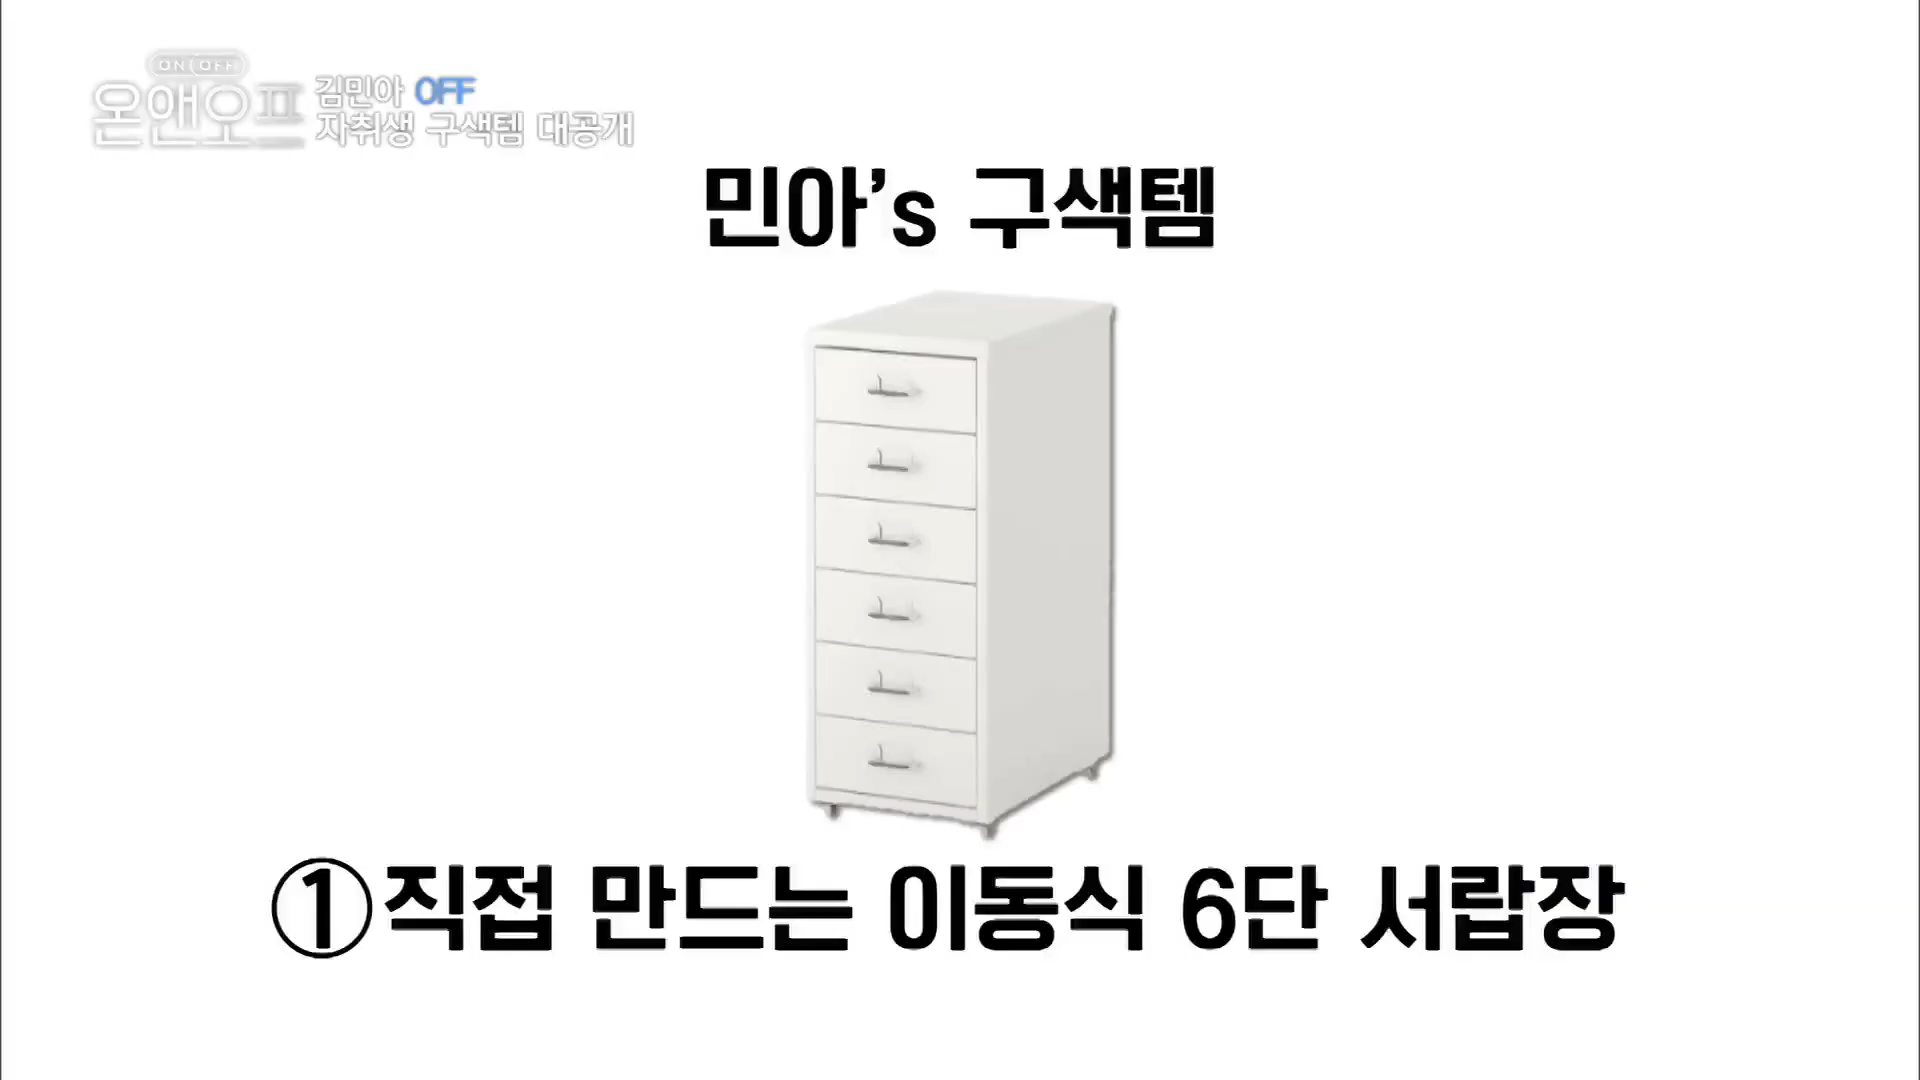 ON OFF
온앤오프
김민아 OFF
자취생 구색템 대공개
민아's 구색템
①직접 만드는 이동식 6단 서랍장